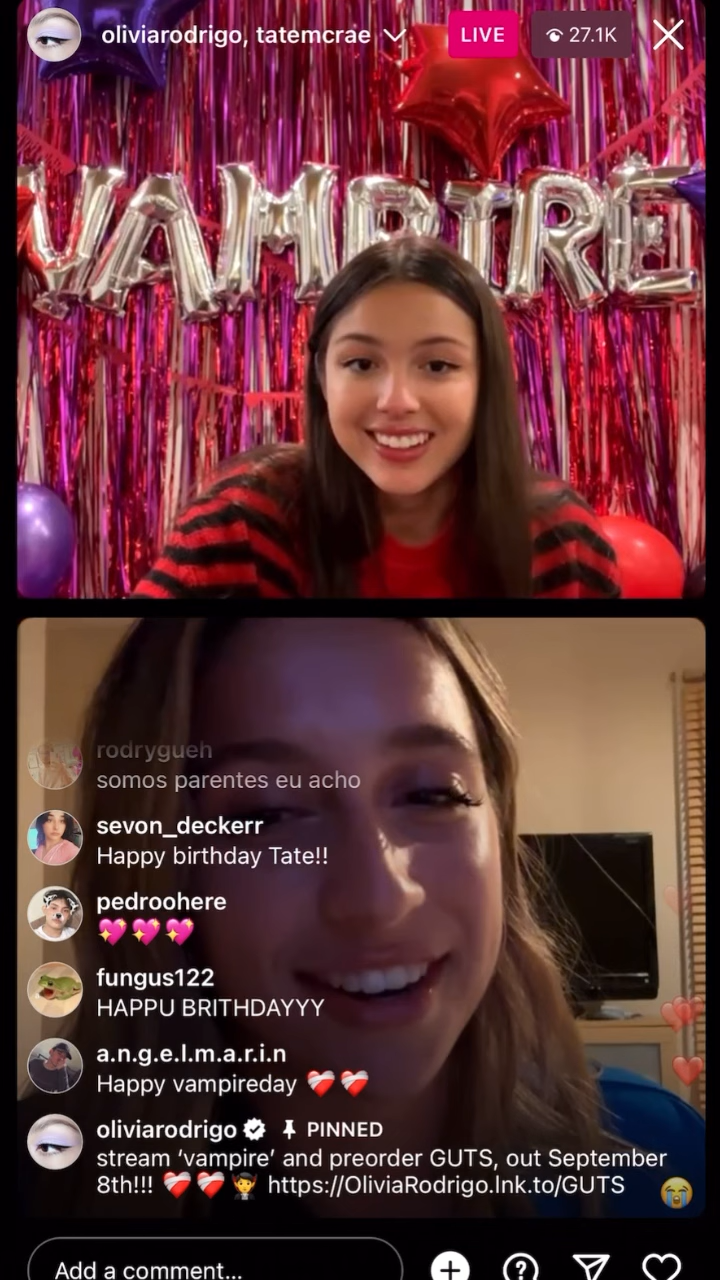 oliviarodrigo, tatemcrae
LIVE
27.1K
VAMPIRE
rodrygueh
somos parentes eu acho
sevon_deckerr
Happy birthday Tate!!
pedroohere
💖💖💖
fungus122
HAPPU BRITHDAYYY
a.n.g.e.l.m.a.r.i.n
Happy vampireday ❤️‍🩹❤️‍🩹
oliviarodrigo PINNED
stream ‘vampire’ and preorder GUTS, out September
8th!!! ❤️‍🩹❤️‍🩹🧛 https://OliviaRodrigo.lnk.to/GUTS
Add a comment...